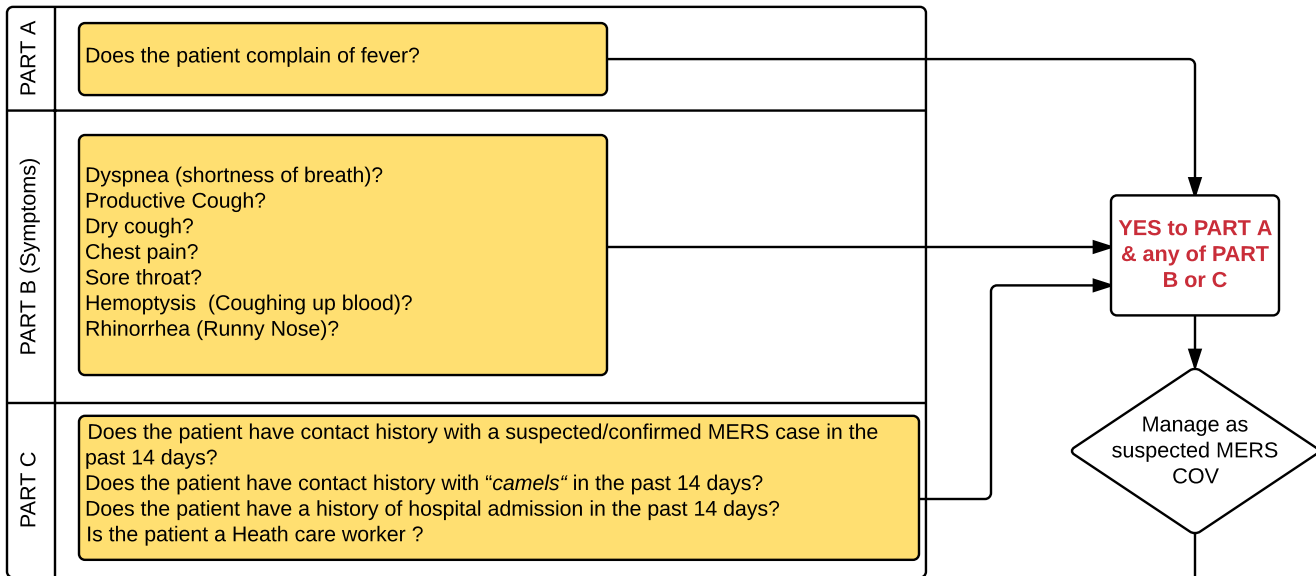 PART A
Does the patient complain of fever?
PART B (Symptoms)
Dyspnea (shortness of breath)?
Productive Cough?
Dry cough?
Chest pain?
Sore throat?
Hemoptysis  (Coughing up blood)?
Rhinorrhea (Runny Nose)?
PART C
Does the patient have contact history with a suspected/confirmed MERS case in the
past 14 days?
Does the patient have contact history with “camels“ in the past 14 days?
Does the patient have a history of hospital admission in the past 14 days?
Is the patient a Heath care worker ?
YES to PART A
& any of PART
B or C
Manage as
suspected MERS
COV